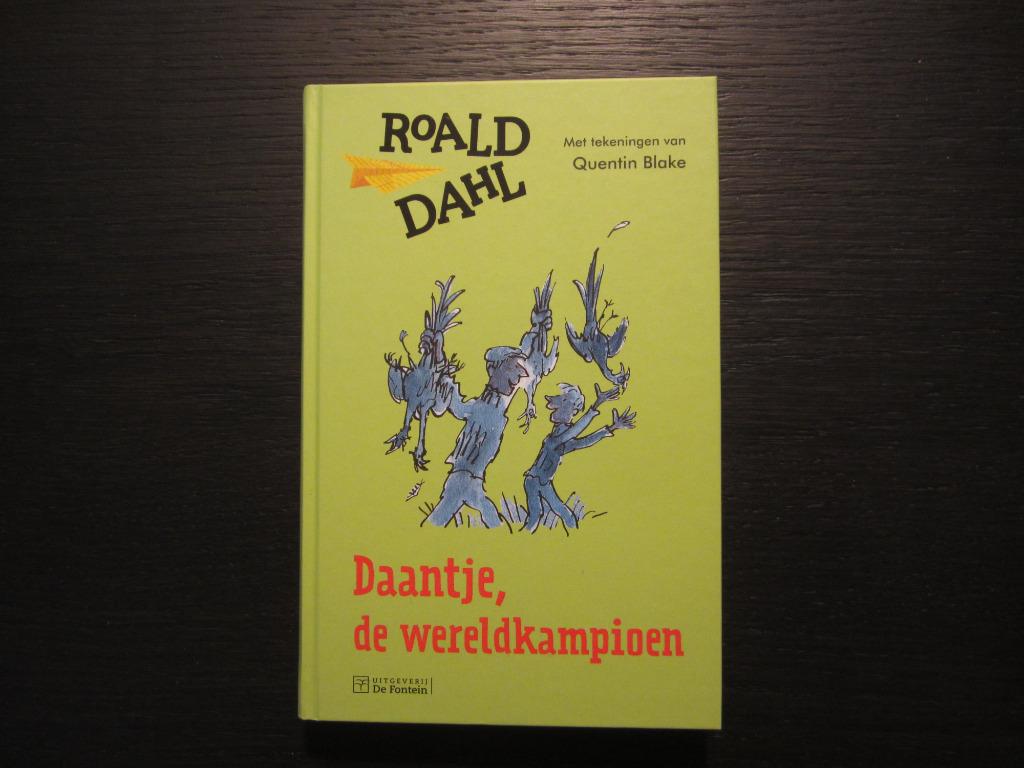 ROALD
DAHL
Met tekeningen van
Quentin Blake
Daantje,
de wereldkampioen
UITGEVERIJ
De Fontein